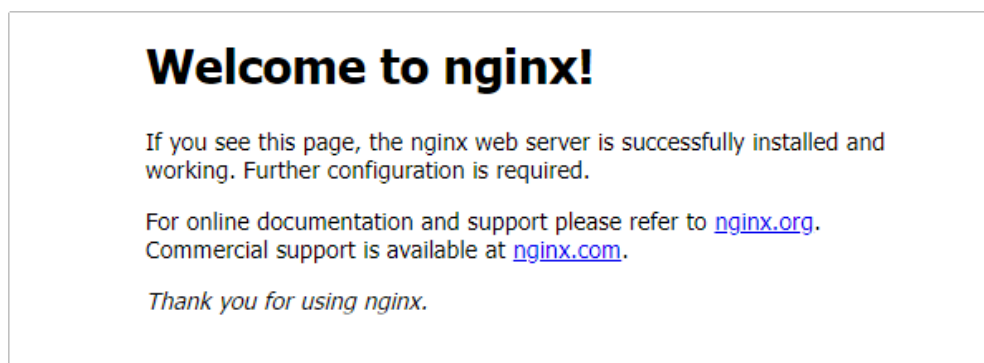 Welcome to nginx!
If you see this page, the nginx web server is successfully installed and
working. Further configuration is required.
For online documentation and support please refer to nginx.org.
Commercial support is available at nginx.com.
Thank you for using nginx.